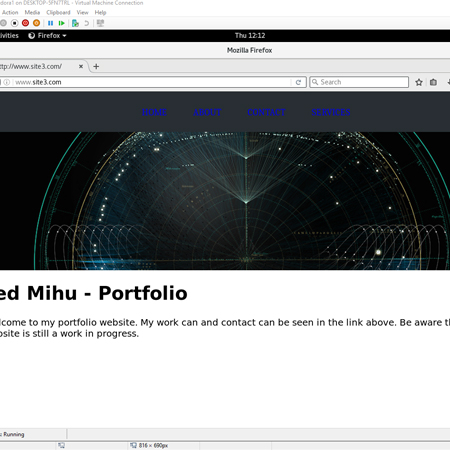 dora1 on DESKTOP-5FN7TRL - Virtual Machine Connection
Action Media Clipboard View Help
ivities Firefox Thu 12:12
Mozilla Firefox
ttp://www.site3.com/ × +
www.site3.com Search
HOME ABOUT CONTACT SERVICES
ed Mihu - Portfolio
lcome to my portfolio website. My work can and contact can be seen in the link above. Be aware th
bsite is still a work in progress.
: Running
816 × 690px